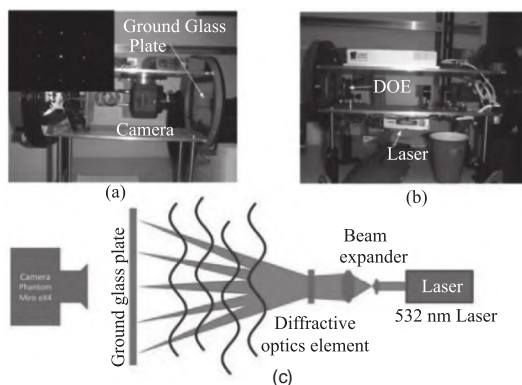 Ground Glass
Plate
Camera
(a)
DOE
Laser
(b)
Camera
Phantom
Miro eX4
Ground glass plate
Beam
expander
Laser
532 nm Laser
Diffractive
optics element
(c)